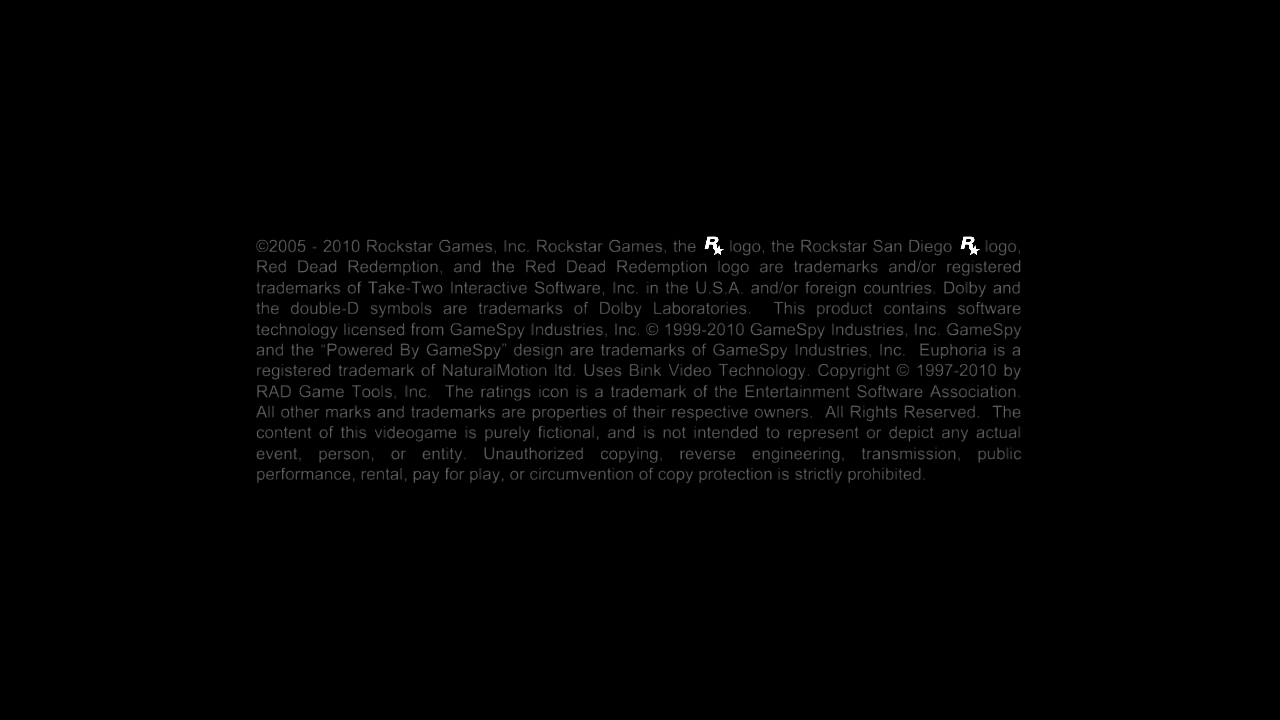 ©2005 - 2010 Rockstar Games, Inc. Rockstar Games, the R★ logo, the Rockstar San Diego R★ logo,
Red Dead Redemption, and the Red Dead Redemption logo are trademarks and/or registered
trademarks of Take-Two Interactive Software, Inc. in the U.S.A. and/or foreign countries. Dolby and
the double-D symbols are trademarks of Dolby Laboratories.  This product contains software
technology licensed from GameSpy Industries, Inc. © 1999-2010 GameSpy Industries, Inc. GameSpy
and the “Powered By GameSpy” design are trademarks of GameSpy Industries, Inc.  Euphoria is a
registered trademark of NaturalMotion ltd. Uses Bink Video Technology. Copyright © 1997-2010 by
RAD Game Tools, Inc.  The ratings icon is a trademark of the Entertainment Software Association.
All other marks and trademarks are properties of their respective owners.  All Rights Reserved.  The
content of this videogame is purely fictional, and is not intended to represent or depict any actual
event, person, or entity. Unauthorized copying, reverse engineering, transmission, public
performance, rental, pay for play, or circumvention of copy protection is strictly prohibited.